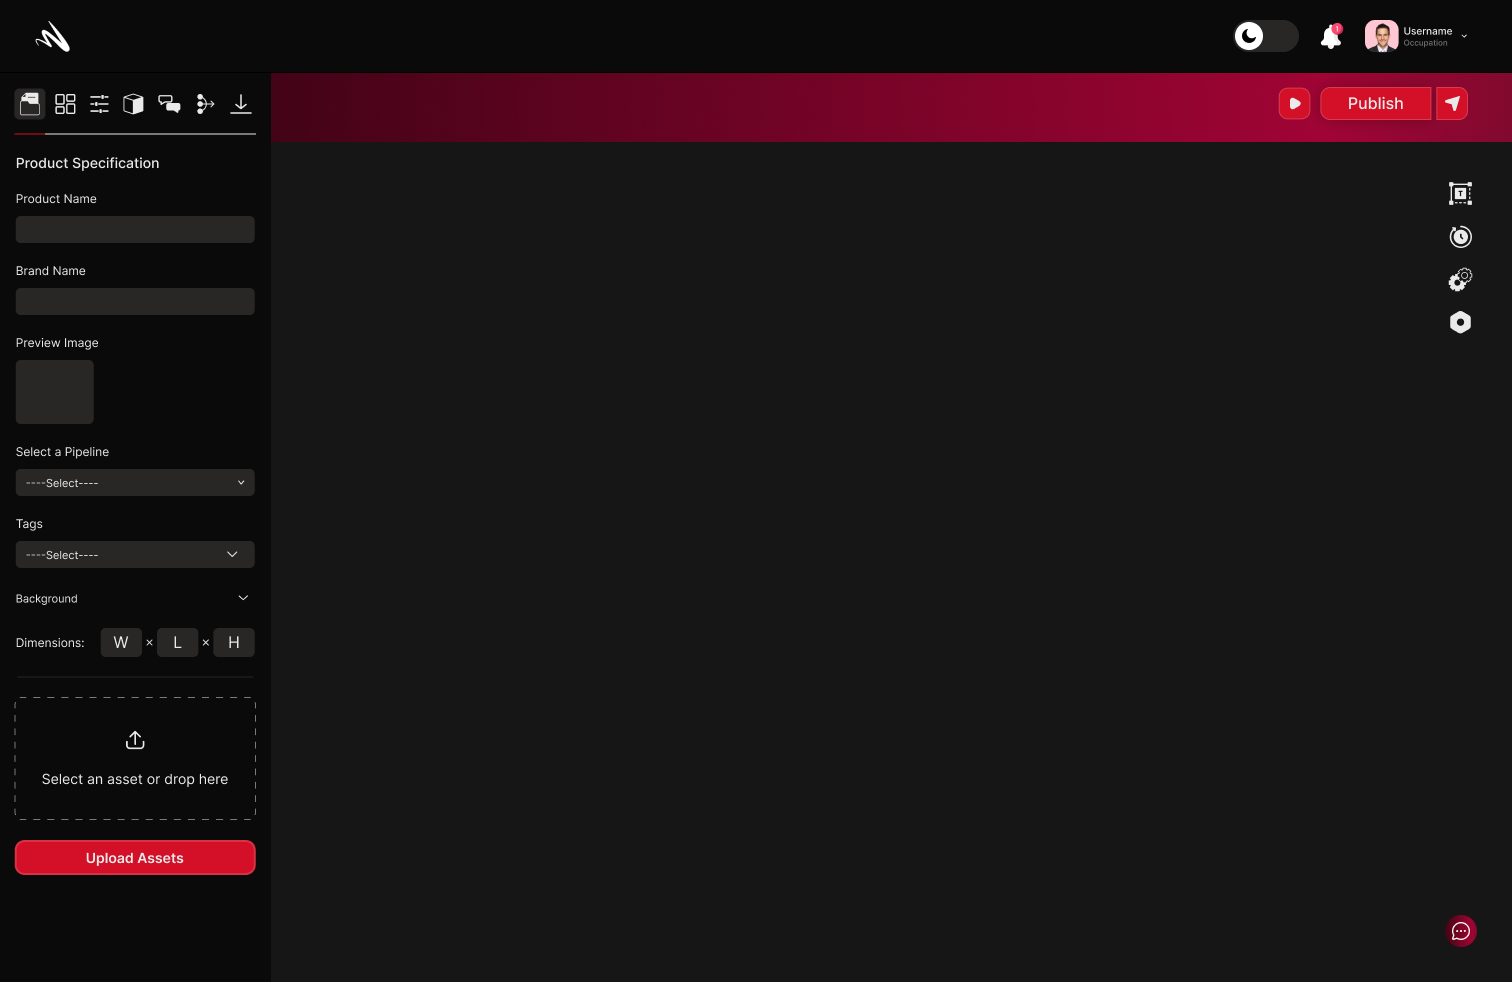 1
Username
Occupation
Publish
T
Product Specification
Product Name
Brand Name
Preview Image
Select a Pipeline
----Select----
Tags
----Select----
Background
Dimensions: W × L × H
Select an asset or drop here
Upload Assets